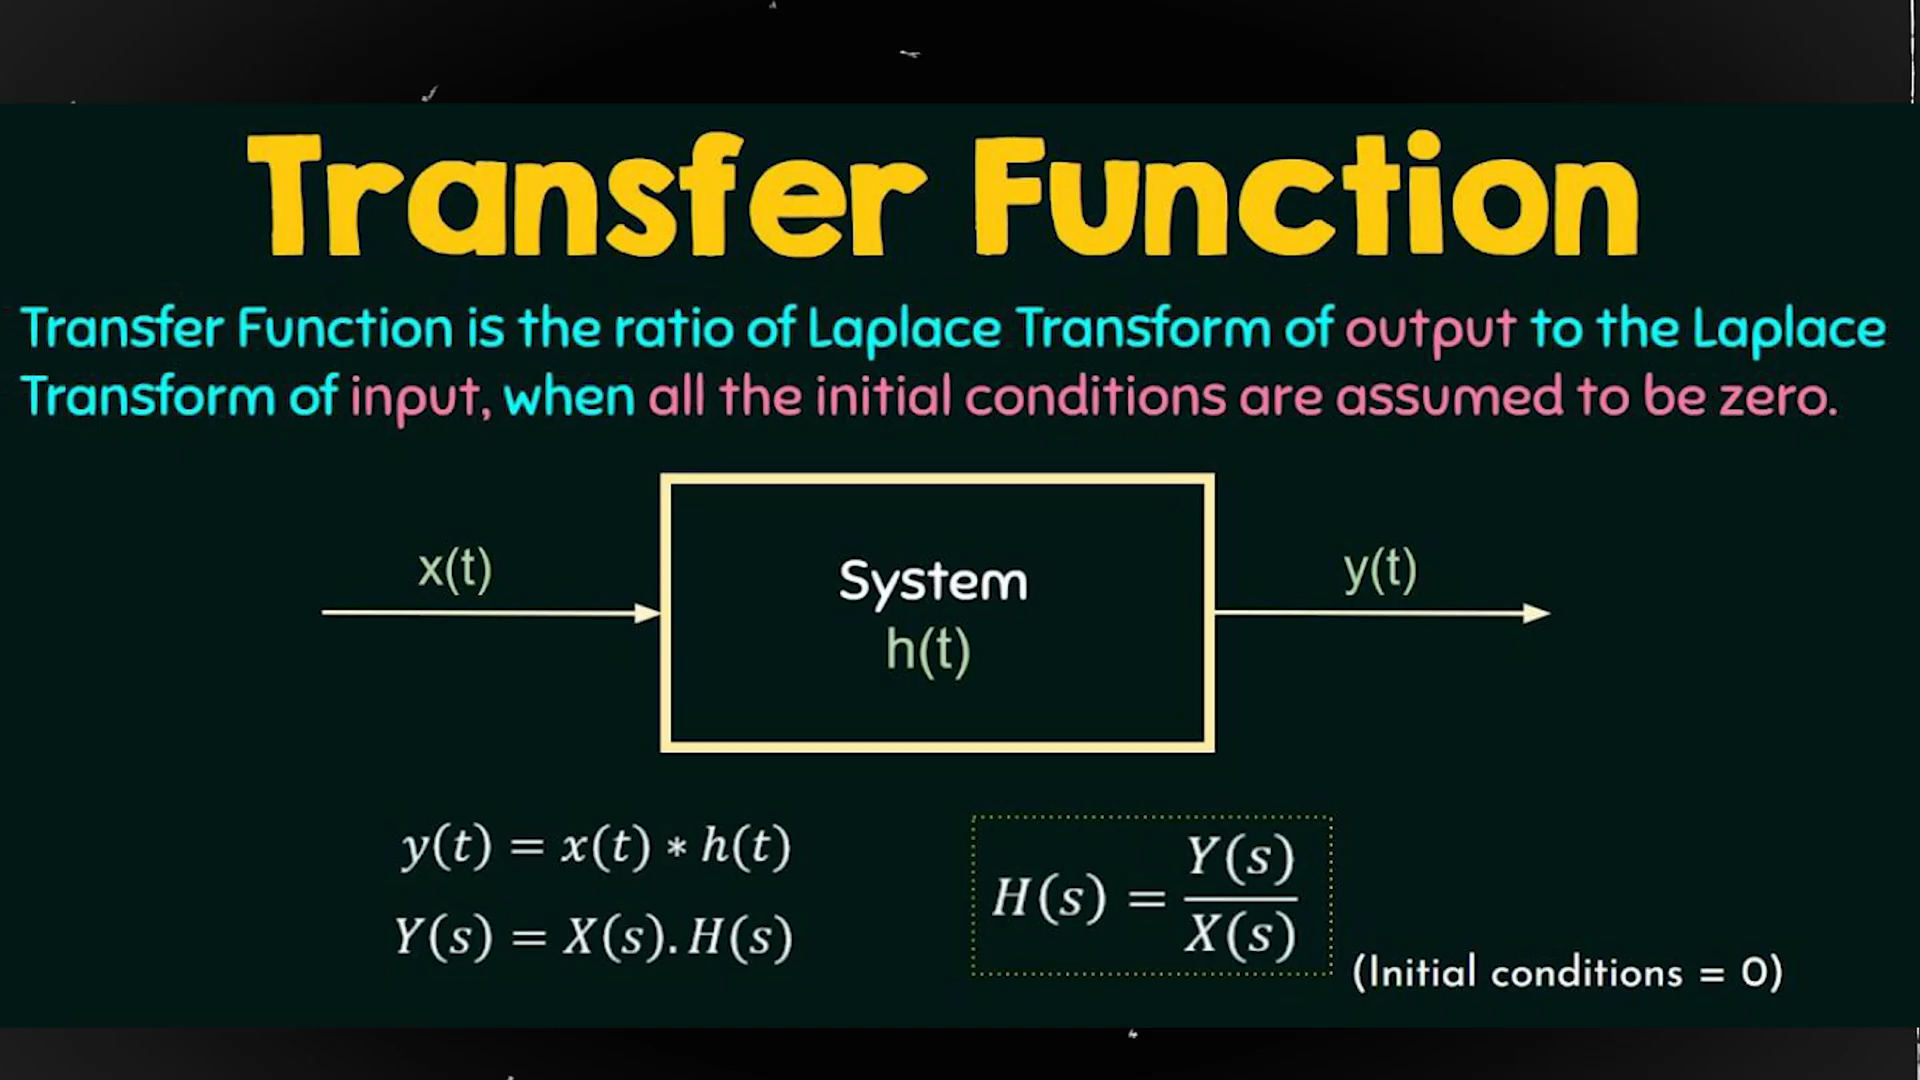 Transfer Function
Transfer Function is the ratio of Laplace Transform of output to the Laplace
Transform of input, when all the initial conditions are assumed to be zero.
x(t)
System
h(t)
y(t)
y(t) = x(t) ∗ h(t)
Y(s) = X(s). H(s)
H(s) = Y(s) / X(s)
(Initial conditions = 0)